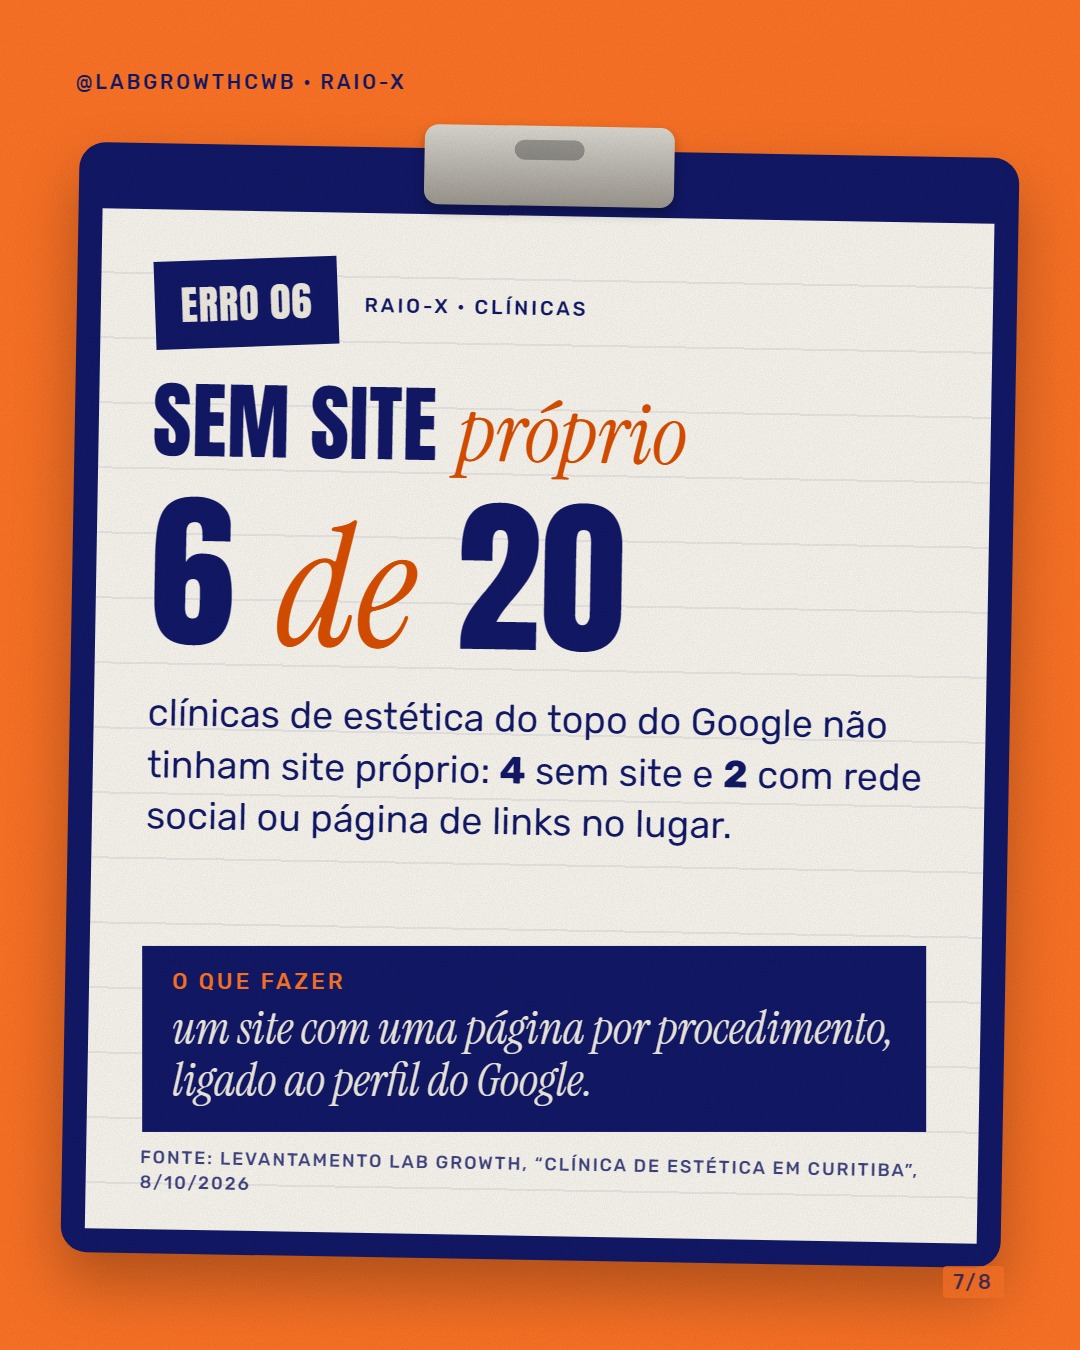 @LABGROWTHCWB • RAIO-X
ERRO 06
RAIO-X • CLÍNICAS
SEM SITE próprio
6 de 20
clínicas de estética do topo do Google não
tinham site próprio: 4 sem site e 2 com rede
social ou página de links no lugar.
O QUE FAZER
um site com uma página por procedimento,
ligado ao perfil do Google.
FONTE: LEVANTAMENTO LAB GROWTH, “CLÍNICA DE ESTÉTICA EM CURITIBA”,
8/10/2026
7/8